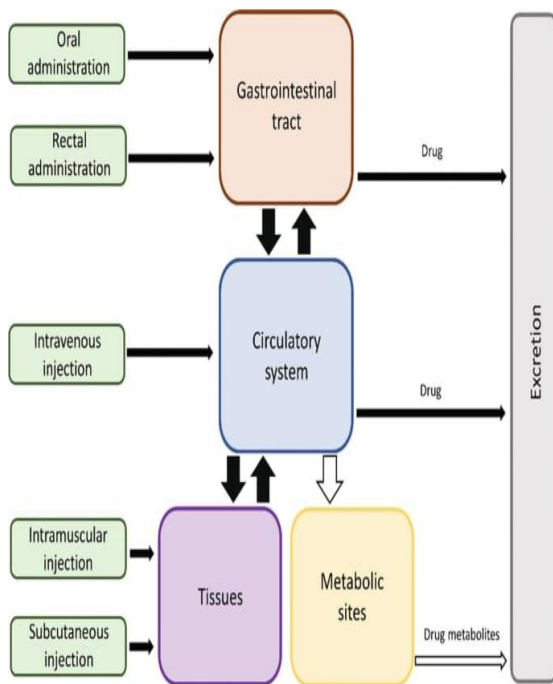 Oral
administration
Gastrointestinal
tract
Rectal
administration
Drug
Intravenous
injection
Circulatory
system
Drug
Excretion
Intramuscular
injection
Tissues
Metabolic
sites
Subcutaneous
injection
Drug metabolites